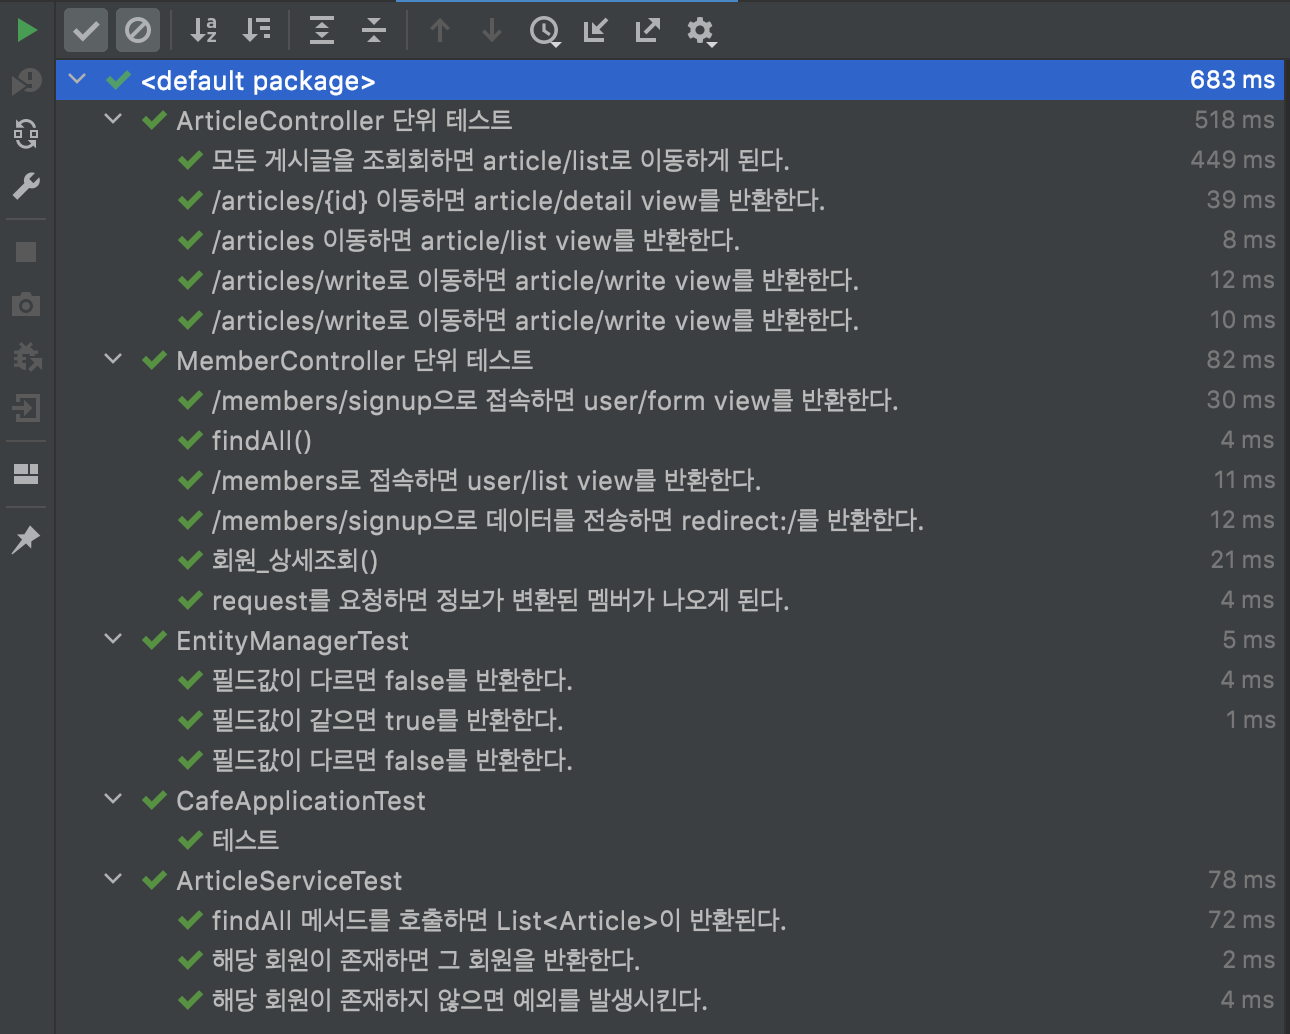 <default package> 683 ms
ArticleController 단위 테스트 518 ms
모든 게시글을 조회회하면 article/list로 이동하게 된다. 449 ms
/articles/{id} 이동하면 article/detail view를 반환한다. 39 ms
/articles 이동하면 article/list view를 반환한다. 8 ms
/articles/write로 이동하면 article/write view를 반환한다. 12 ms
/articles/write로 이동하면 article/write view를 반환한다. 10 ms
MemberController 단위 테스트 82 ms
/members/signup으로 접속하면 user/form view를 반환한다. 30 ms
findAll() 4 ms
/members로 접속하면 user/list view를 반환한다. 11 ms
/members/signup으로 데이터를 전송하면 redirect:/를 반환한다. 12 ms
회원_상세조회() 21 ms
request를 요청하면 정보가 변환된 멤버가 나오게 된다. 4 ms
EntityManagerTest 5 ms
필드값이 다르면 false를 반환한다. 4 ms
필드값이 같으면 true를 반환한다. 1 ms
필드값이 다르면 false를 반환한다.
CafeApplicationTest
테스트
ArticleServiceTest 78 ms
findAll 메서드를 호출하면 List<Article>이 반환된다. 72 ms
해당 회원이 존재하면 그 회원을 반환한다. 2 ms
해당 회원이 존재하지 않으면 예외를 발생시킨다. 4 ms